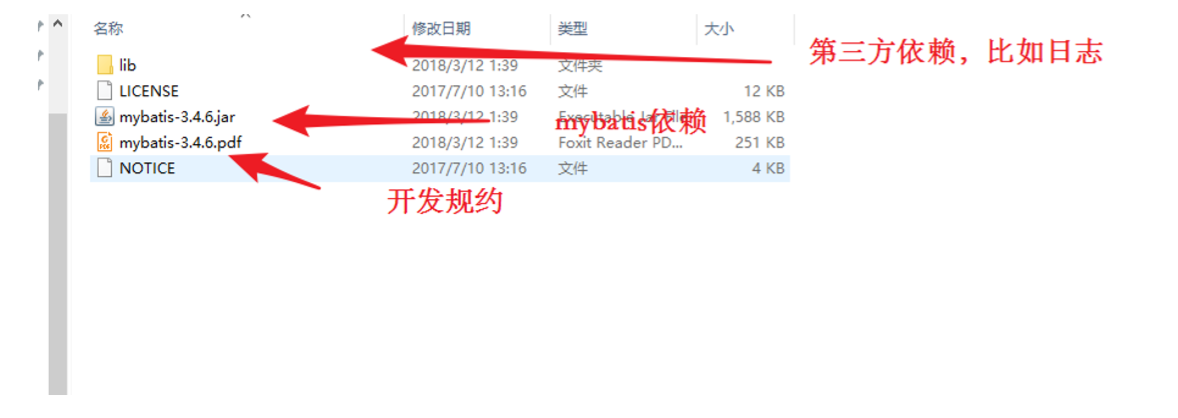 名称 修改日期 类型 大小
第三方依赖，比如日志
lib 2018/3/12 1:39 文件夹
LICENSE 2017/7/10 13:16 文件 12 KB
mybatis-3.4.6.jar 2018/3/12 1:39 Executable Jar File 1,588 KB
mybatis依赖
mybatis-3.4.6.pdf 2018/3/12 1:39 Foxit Reader PD... 251 KB
NOTICE 2017/7/10 13:16 文件 4 KB
开发规约